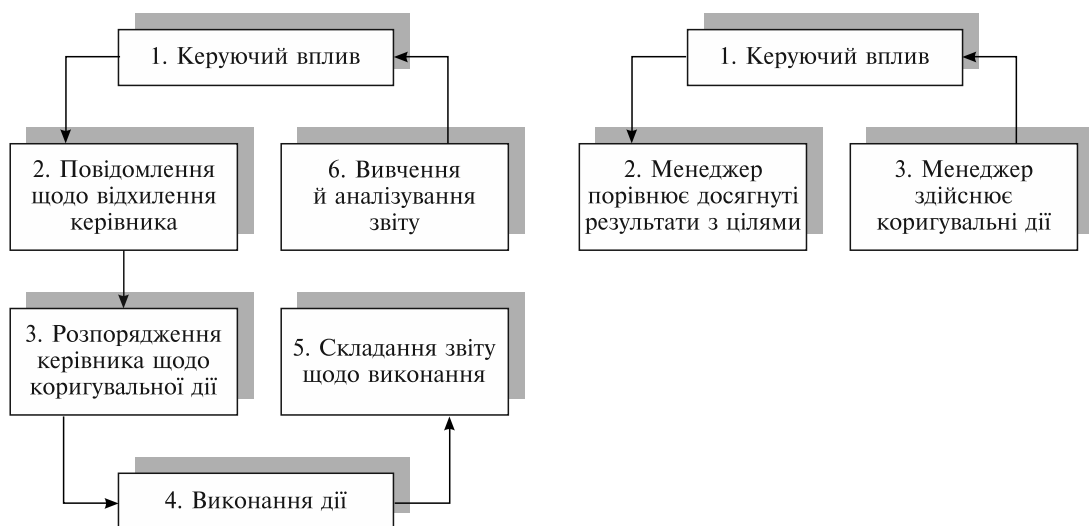 1. Керуючий вплив
2. Повідомлення
щодо відхилення
керівника
6. Вивчення
й аналізування
звіту
3. Розпорядження
керівника щодо
коригувальної дії
5. Складання звіту
щодо виконання
4. Виконання дії
1. Керуючий вплив
2. Менеджер
порівнює досягнуті
результати з цілями
3. Менеджер
здійснює
коригувальні дії